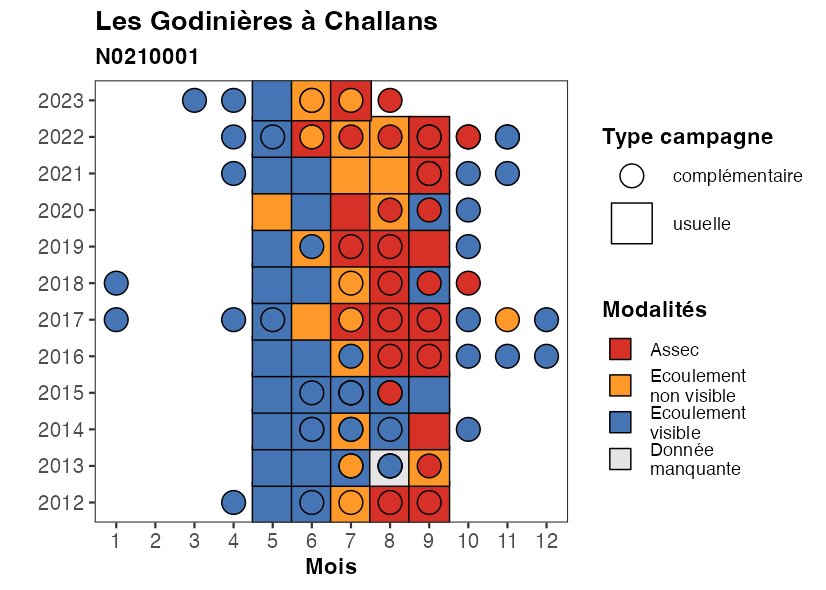 Les Godinières à Challans
N0210001
2023
2022
2021
2020
2019
2018
2017
2016
2015
2014
2013
2012
1 2 3 4 5 6 7 8 9 10 11 12
Mois
Type campagne
complémentaire
usuelle
Modalités
Assec
Ecoulement
non visible
Ecoulement
visible
Donnée
manquante